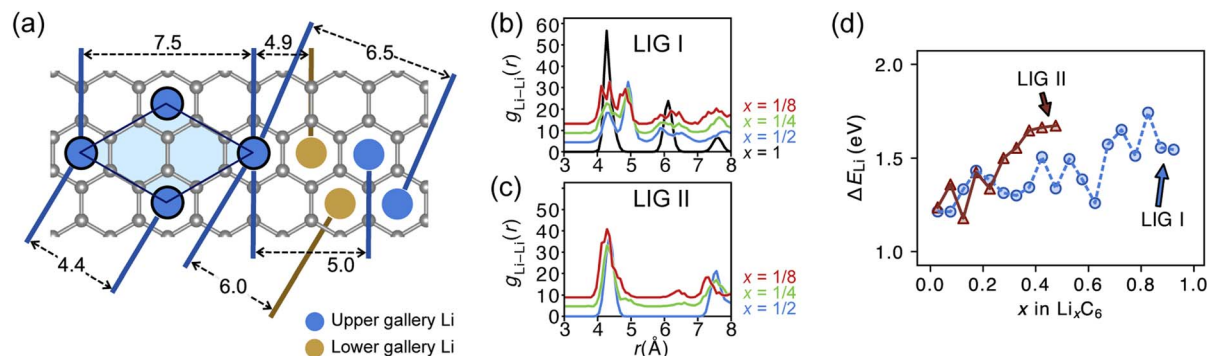 (a)
7.5
4.9
6.5
4.4
6.0
5.0
Upper gallery Li
Lower gallery Li
(b)
LIG I
g_Li–Li(r)
60
50
40
30
20
10
0
x = 1/8
x = 1/4
x = 1/2
x = 1
(c)
LIG II
g_Li–Li(r)
60
50
40
30
20
10
0
x = 1/8
x = 1/4
x = 1/2
3 4 5 6 7 8
r(Å)
(d)
ΔE_Li (eV)
2.0
1.5
1.0
LIG II
LIG I
0.0 0.2 0.4 0.6 0.8 1.0
x in LiₓC₆